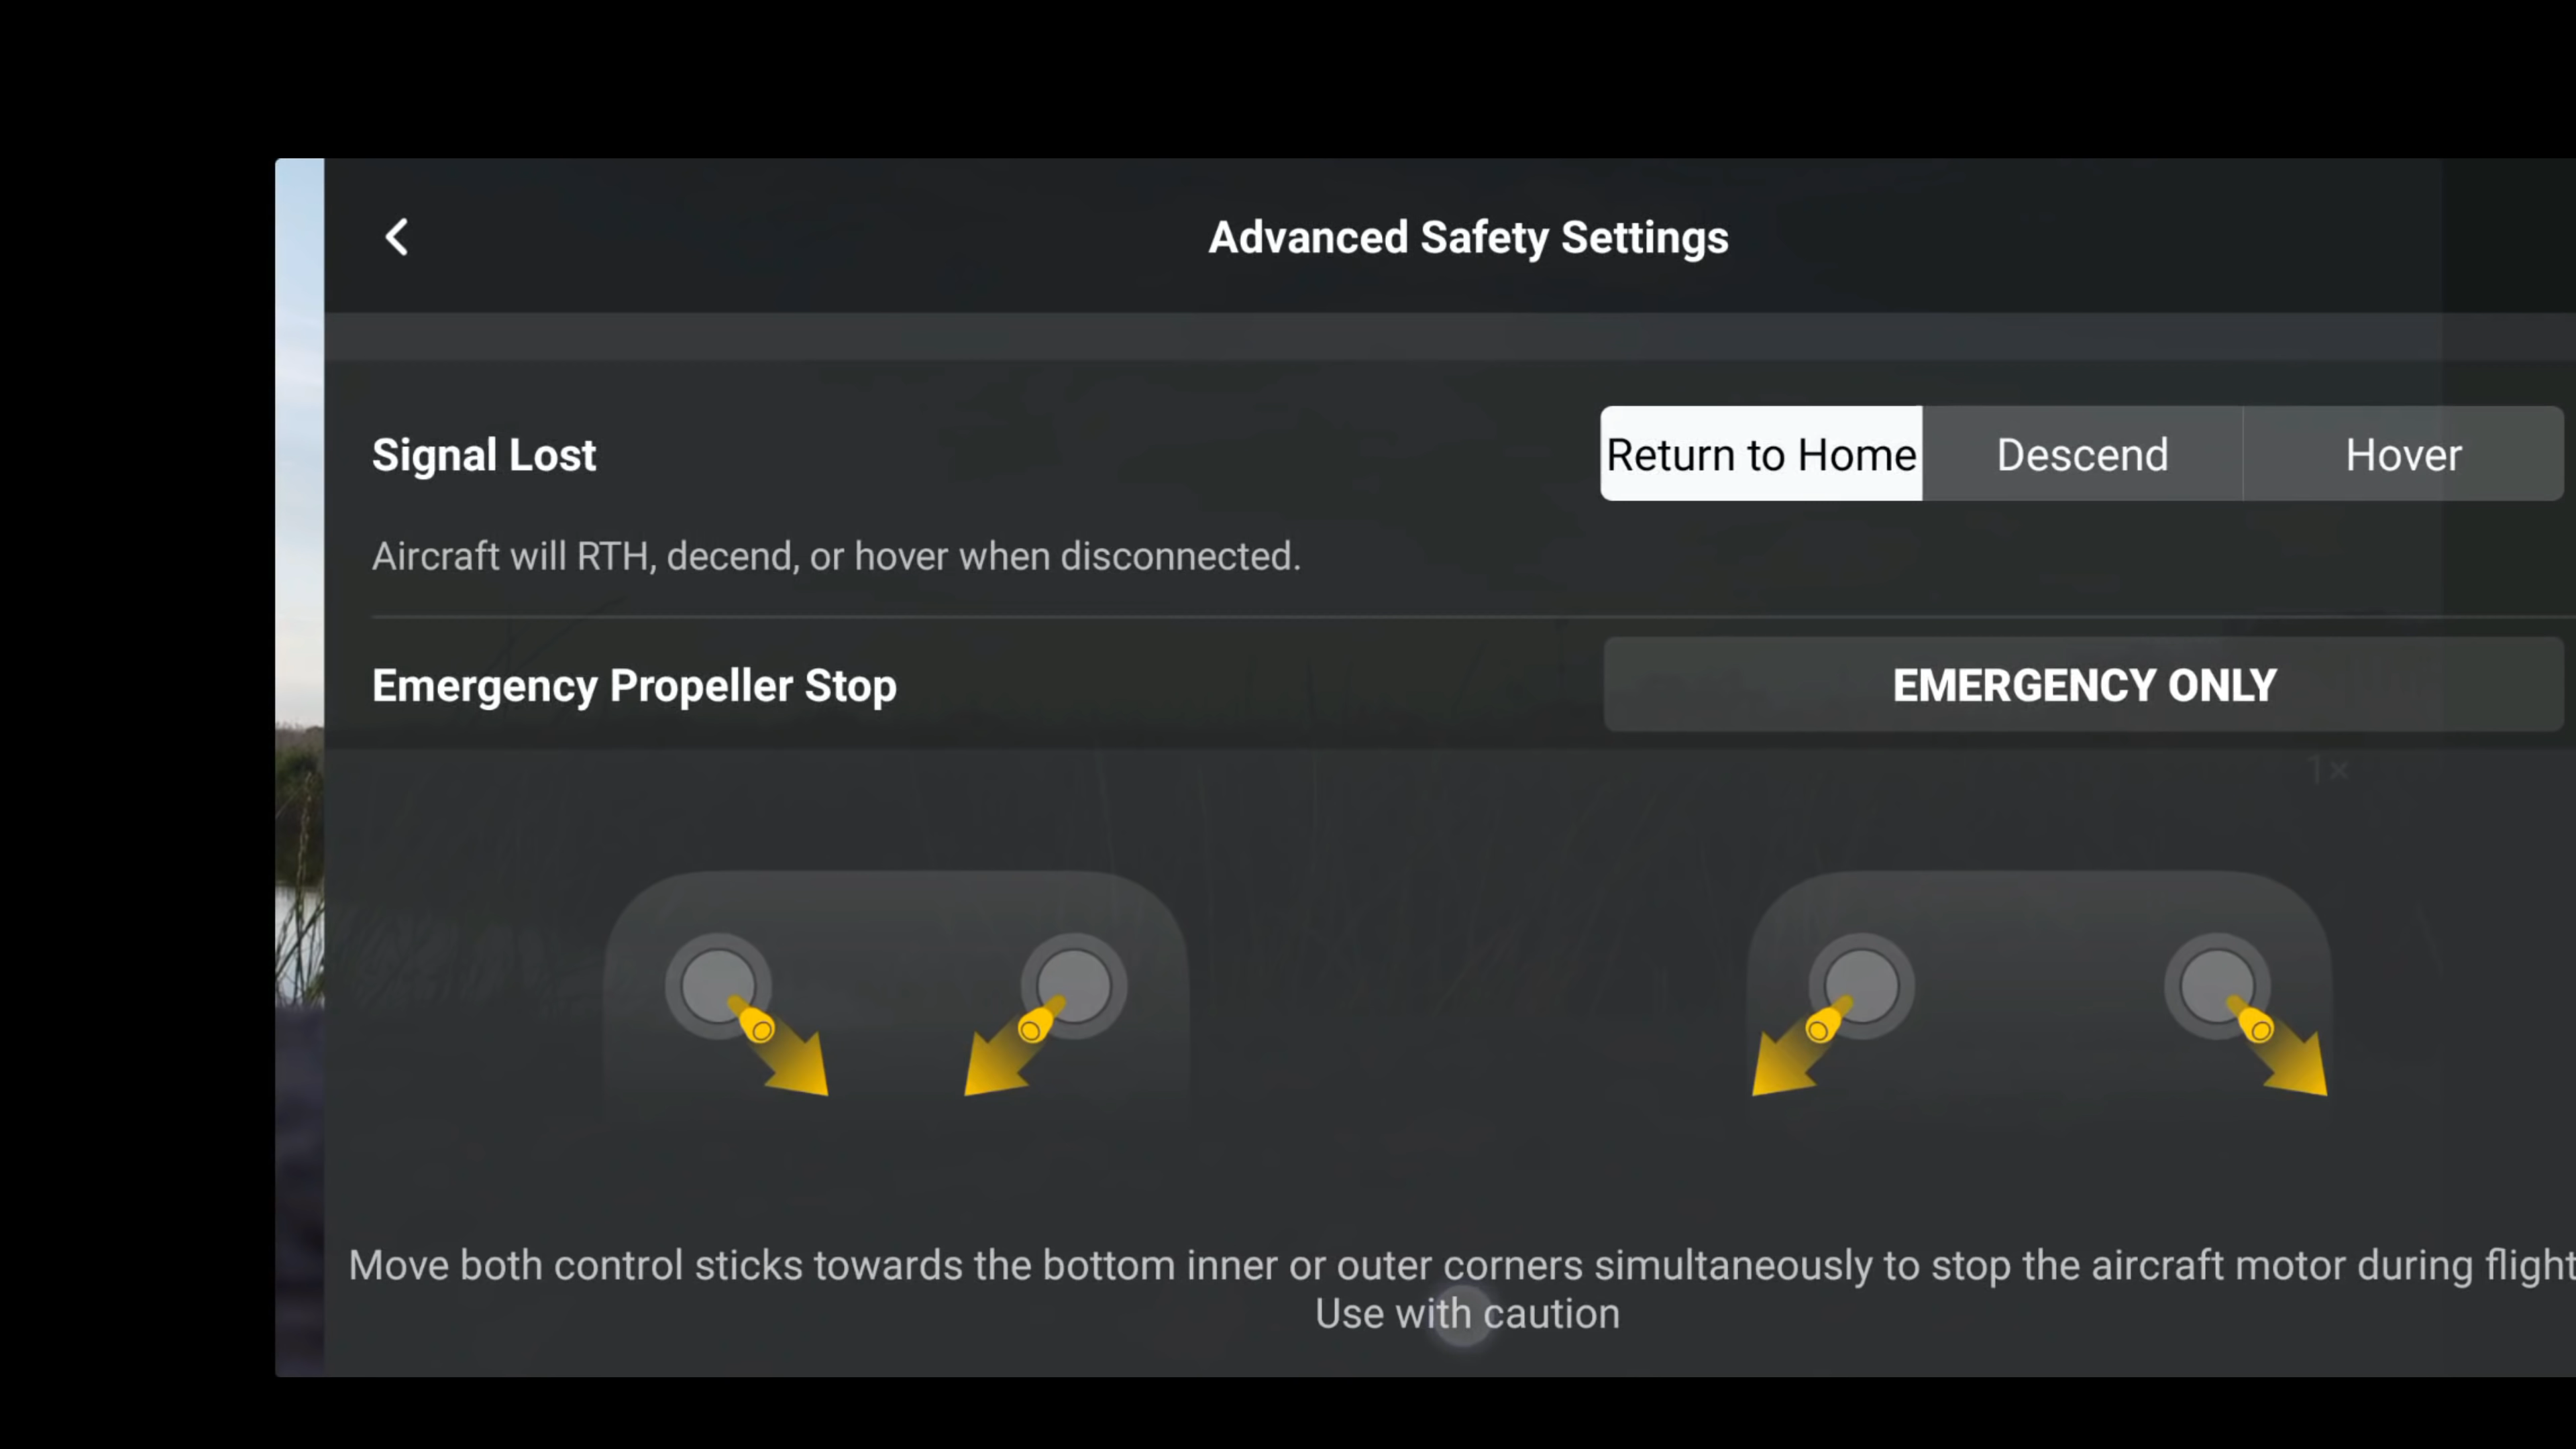 Advanced Safety Settings
Signal Lost
Return to Home
Descend
Hover
Aircraft will RTH, decend, or hover when disconnected.
Emergency Propeller Stop
EMERGENCY ONLY
1×
Move both control sticks towards the bottom inner or outer corners simultaneously to stop the aircraft motor during flight
Use with caution